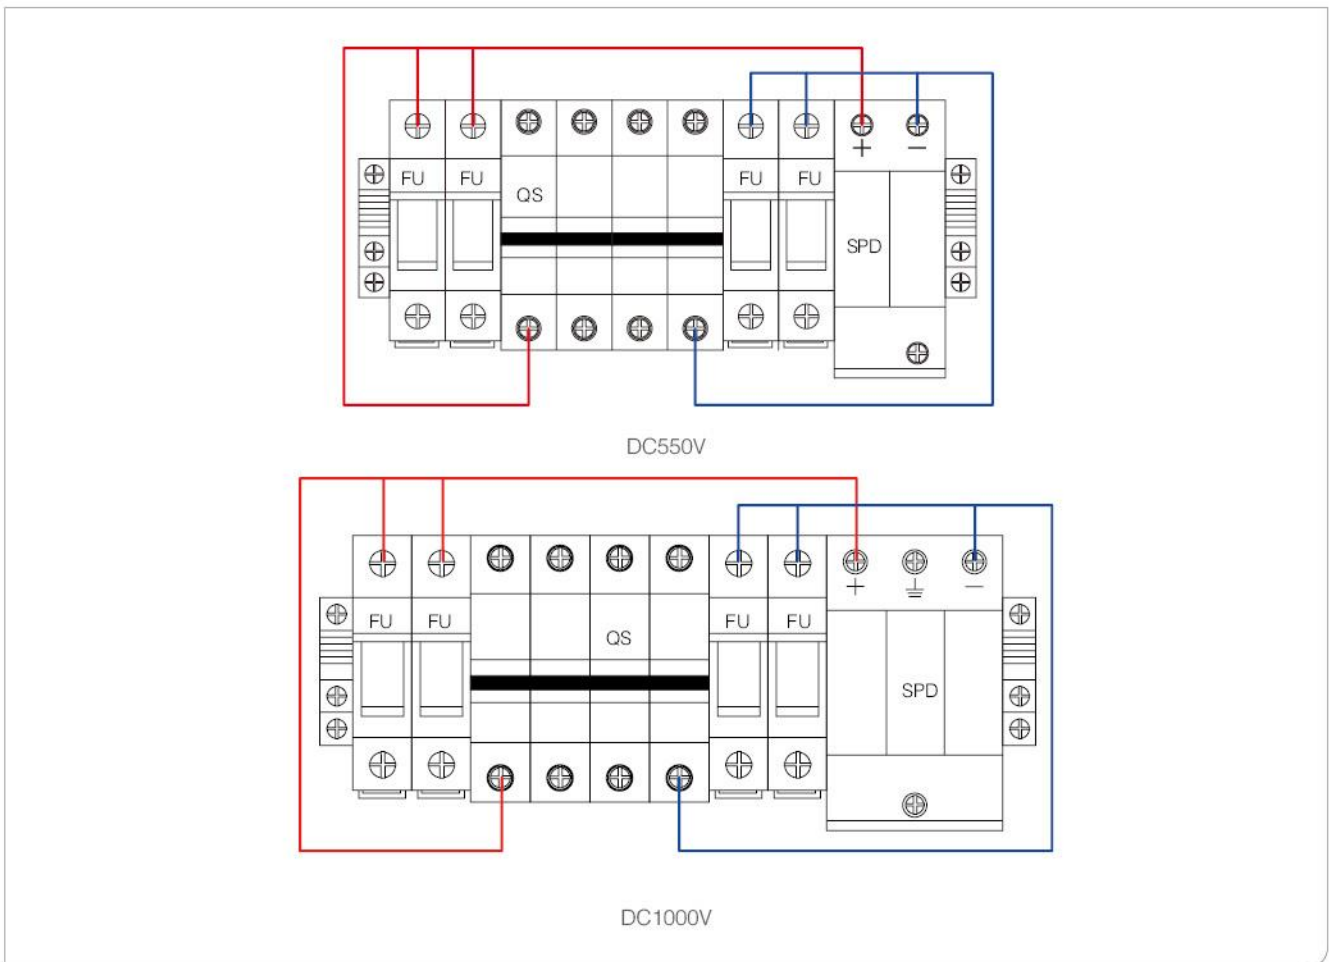 + −
FU FU QS FU FU SPD
DC550V
+ ⏚ −
FU FU QS FU FU SPD
DC1000V